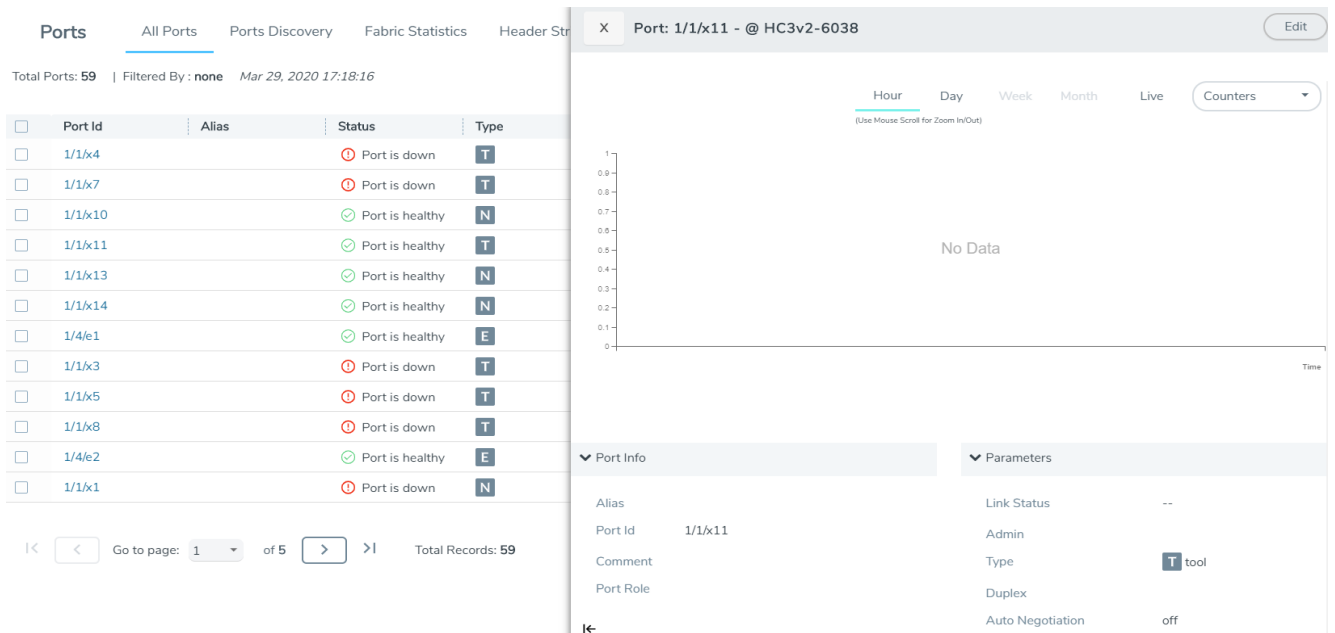 Ports All Ports Ports Discovery Fabric Statistics Header Str
Total Ports: 59 | Filtered By : none Mar 29, 2020 17:18:16
Port Id Alias Status Type
1/1/x4 Port is down T
1/1/x7 Port is down T
1/1/x10 Port is healthy N
1/1/x11 Port is healthy T
1/1/x13 Port is healthy N
1/1/x14 Port is healthy N
1/4/e1 Port is healthy E
1/1/x3 Port is down T
1/1/x5 Port is down T
1/1/x8 Port is down T
1/4/e2 Port is healthy E
1/1/x1 Port is down N
Go to page: 1 of 5 Total Records: 59
X Port: 1/1/x11 - @ HC3v2-6038 Edit
Hour Day Week Month Live Counters
(Use Mouse Scroll for Zoom In/Out)
1
0.9
0.8
0.7
0.6
0.5
0.4
0.3
0.2
0.1
0
No Data
Time
Port Info
Alias
Port Id 1/1/x11
Comment
Port Role
Parameters
Link Status --
Admin
Type T tool
Duplex
Auto Negotiation off